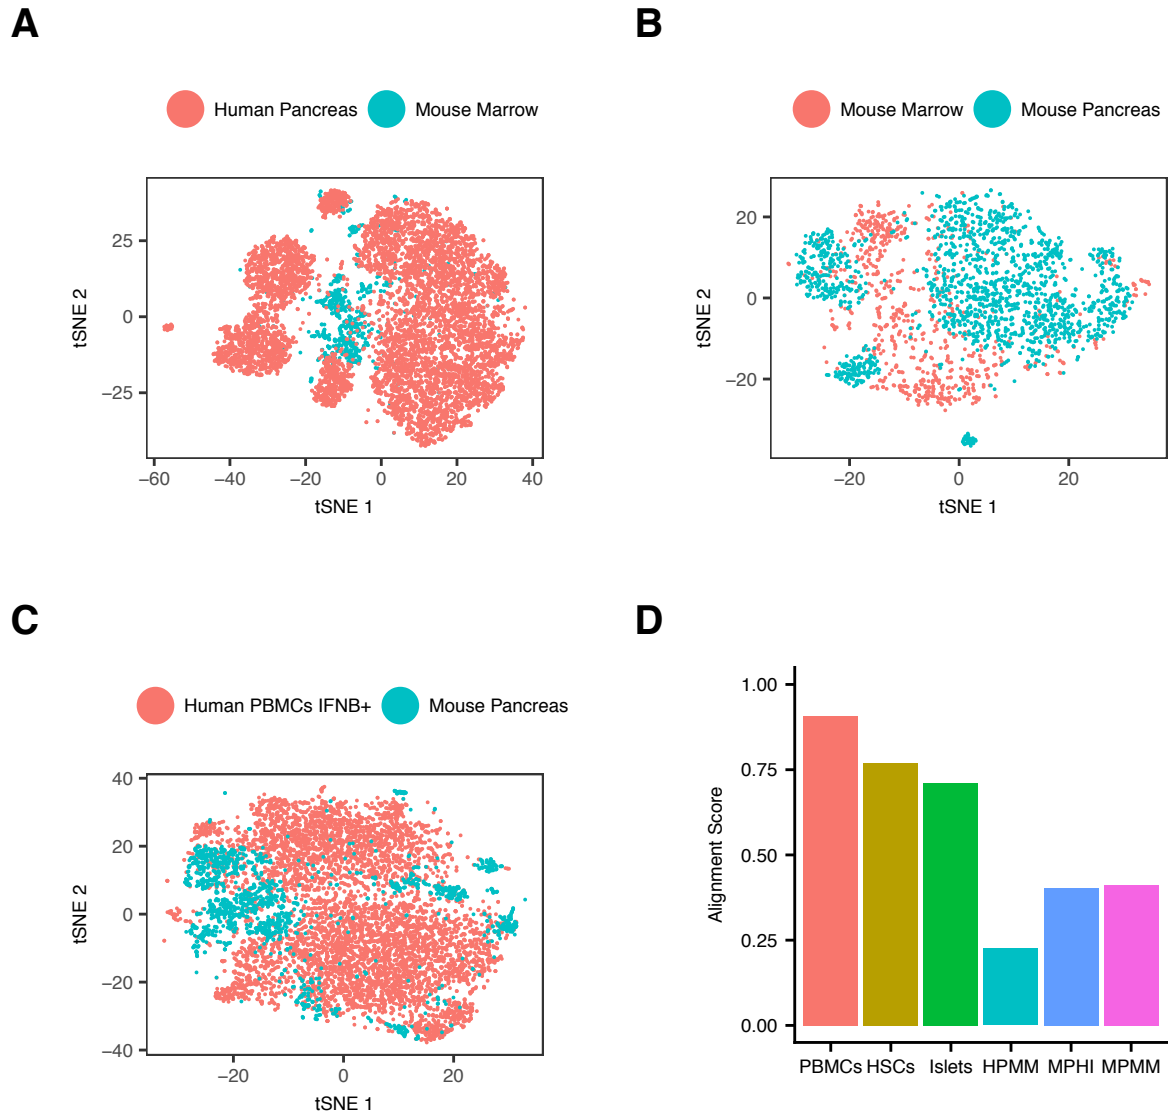 A
Human Pancreas Mouse Marrow
25
0
−25
−60 −40 −20 0 20 40
tSNE 1
tSNE 2
B
Mouse Marrow Mouse Pancreas
20
0
−20
−20 0 20
tSNE 1
tSNE 2
C
Human PBMCs IFNB+ Mouse Pancreas
40
20
0
−20
−40
−20 0 20
tSNE 1
tSNE 2
D
1.00
0.75
0.50
0.25
0.00
Alignment Score
PBMCs HSCs Islets HPMM MPHI MPMM